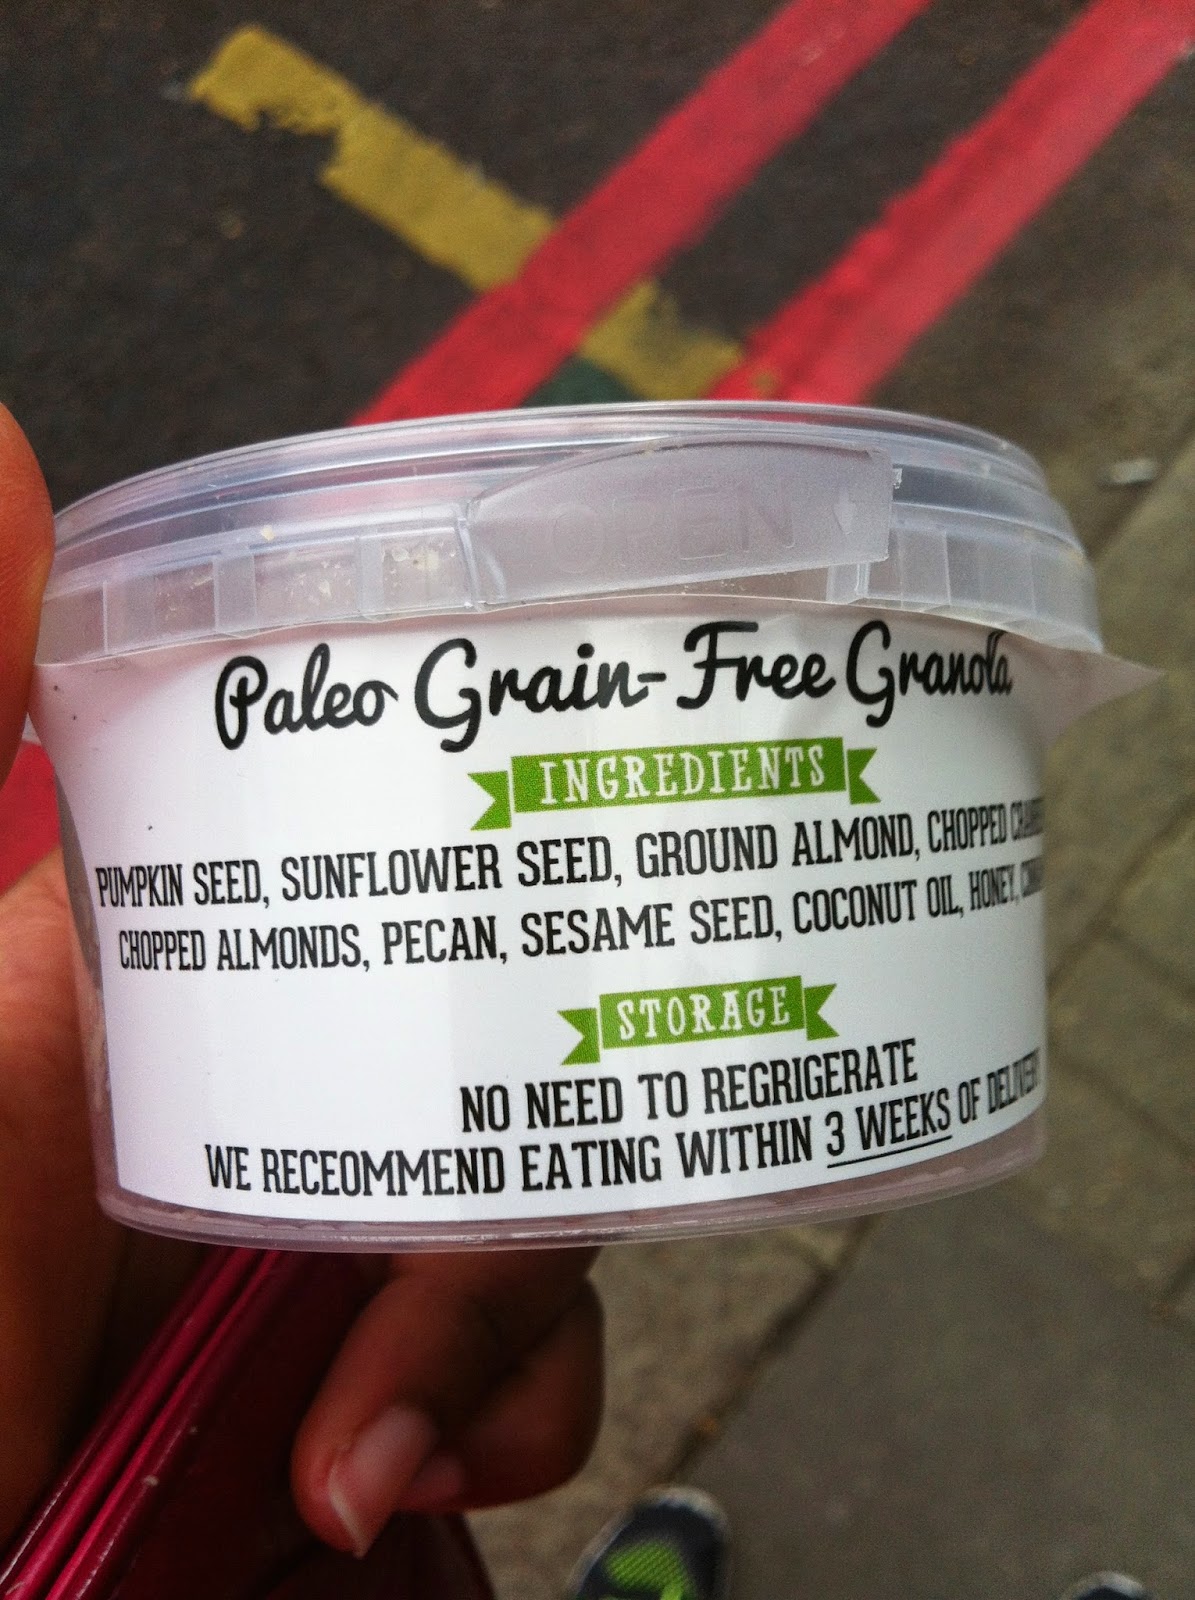 OPEN
Paleo Grain-Free Granola
INGREDIENTS
PUMPKIN SEED, SUNFLOWER SEED, GROUND ALMOND, CHOPPED
CHOPPED ALMONDS, PECAN, SESAME SEED, COCONUT OIL, HONEY,
STORAGE
NO NEED TO REGRIGERATE
WE RECEOMMEND EATING WITHIN 3 WEEKS OF DELIVERY